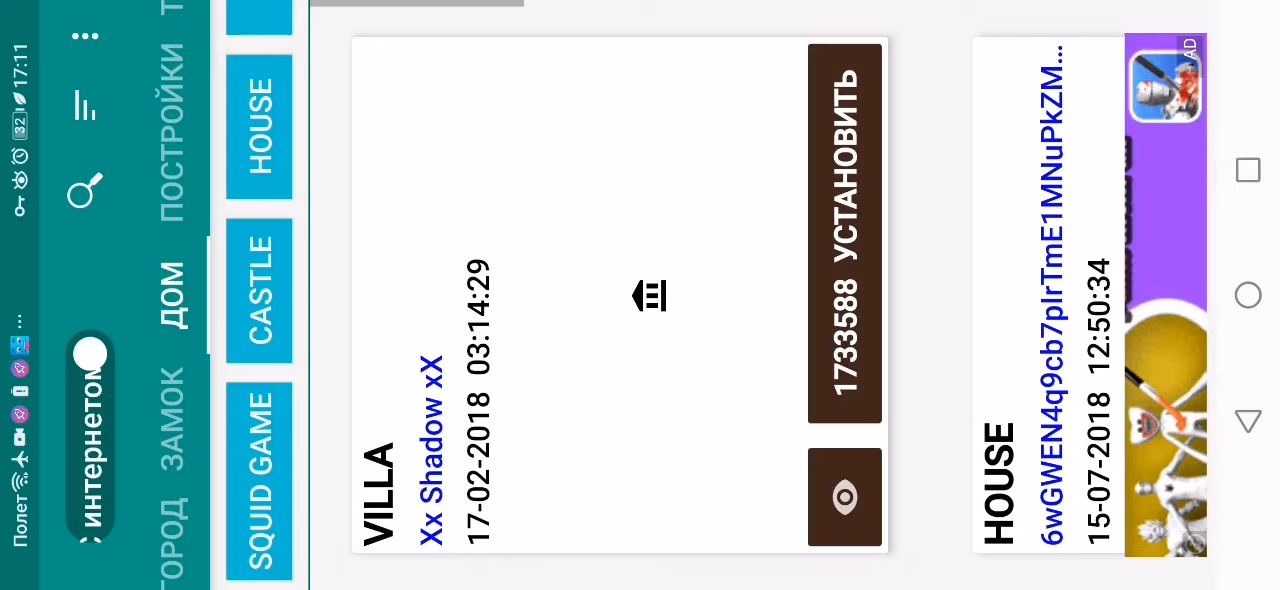 Полет ... 32 17:11
с интернетом
ГОРОД ЗАМОК ДОМ ПОСТРОЙКИ Т
SQUID GAME CASTLE HOUSE
VILLA
Xx Shadow xX
17-02-2018 03:14:29
1733588 УСТАНОВИТЬ
HOUSE
6wGWEN4q9cb7pIrTmE1MNuPkZM...
15-07-2018 12:50:34
AD